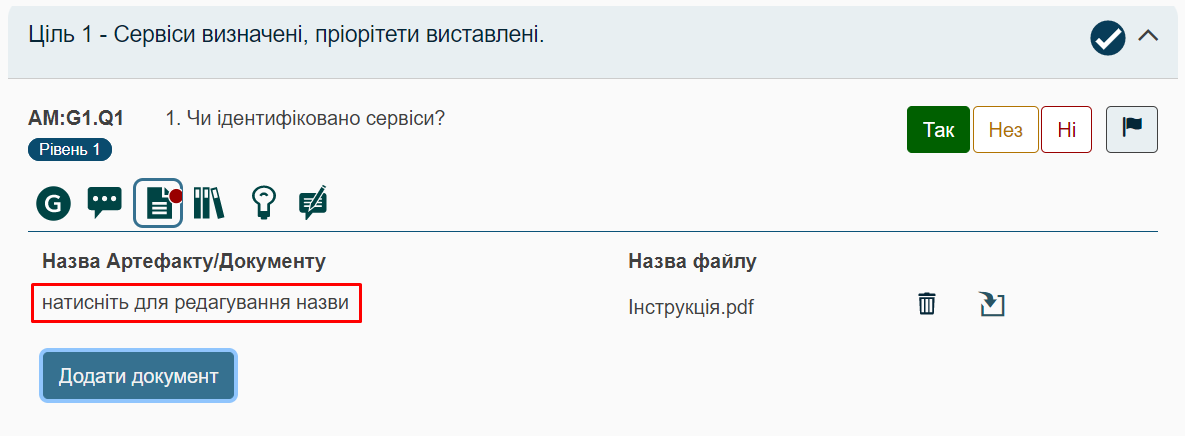 Ціль 1 - Сервіси визначені, пріорітети виставлені.
AM:G1.Q1 1. Чи ідентифіковано сервіси? Так Нез Ні
Рівень 1
G
Назва Артефакту/Документу Назва файлу
натисніть для редагування назви Інструкція.pdf
Додати документ